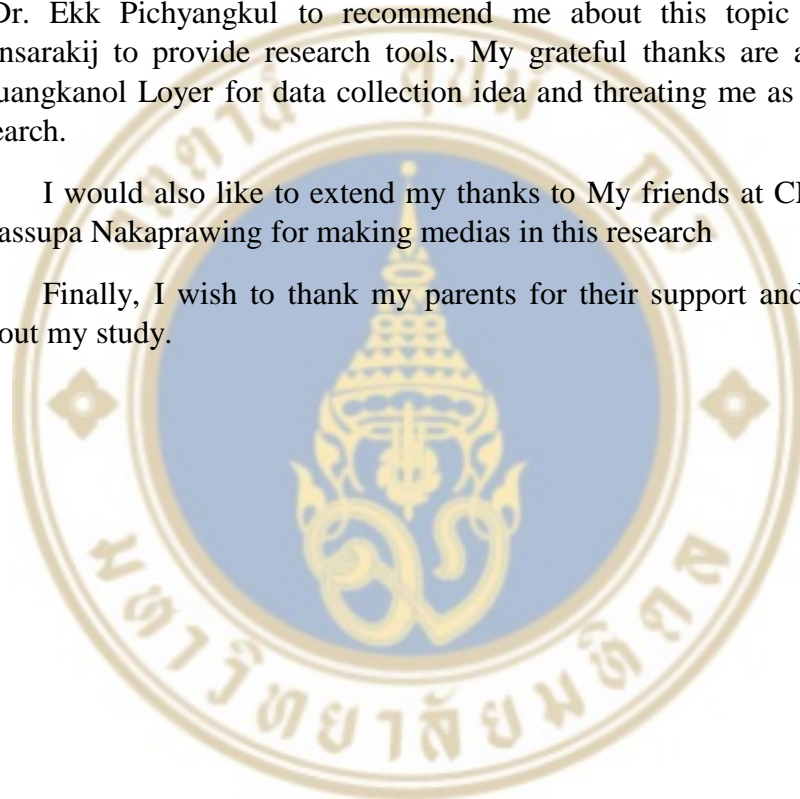 Dr. Ekk Pichyangkul to recommend me about this topic
nsarakij to provide research tools. My grateful thanks are a
uangkanol Loyer for data collection idea and threating me as
earch.
I would also like to extend my thanks to My friends at C
assupa Nakaprawing for making medias in this research
Finally, I wish to thank my parents for their support and
out my study.
มหาวิทยาลัยมหิดล